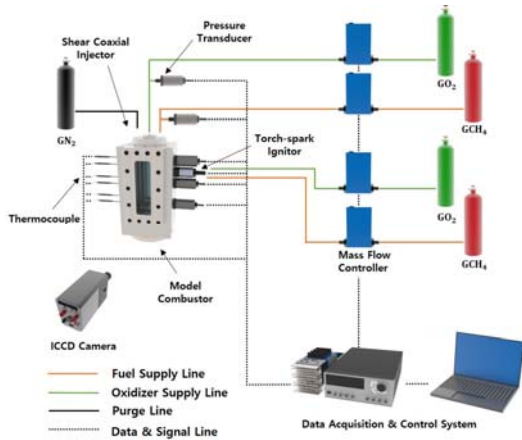 Shear Coaxial
Injector
Pressure
Transducer
GN₂
GO₂
GCH₄
Torch-spark
Ignitor
Thermocouple
GO₂
GCH₄
Mass Flow
Controller
Model
Combustor
ICCD Camera
Fuel Supply Line
Oxidizer Supply Line
Purge Line
Data & Signal Line
Data Acquisition & Control System